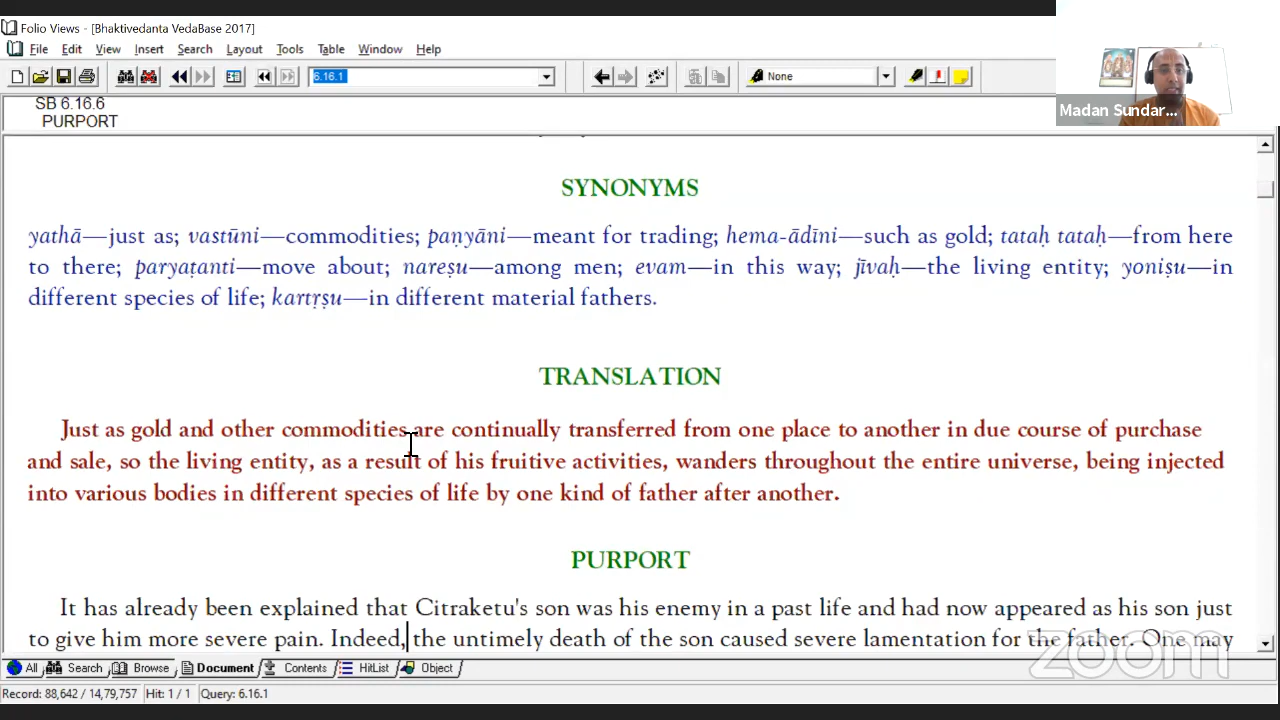 Folio Views - [Bhaktivedanta VedaBase 2017]
File Edit View Insert Search Layout Tools Table Window Help
6.16.1 None
SB 6.16.6
PURPORT
Madan Sundar...
SYNONYMS
yathā—just as; vastūni—commodities; paṇyāni—meant for trading; hema-ādīni—such as gold; tataḥ tataḥ—from here
to there; paryaṭanti—move about; nareṣu—among men; evam—in this way; jīvaḥ—the living entity; yoniṣu—in
different species of life; kartṛṣu—in different material fathers.
TRANSLATION
Just as gold and other commodities are continually transferred from one place to another in due course of purchase
and sale, so the living entity, as a result of his fruitive activities, wanders throughout the entire universe, being injected
into various bodies in different species of life by one kind of father after another.
PURPORT
It has already been explained that Citraketu's son was his enemy in a past life and had now appeared as his son just
to give him more severe pain. Indeed, the untimely death of the son caused severe lamentation for the father. One may
zoom
All Search Browse Document Contents HitList Object
Record: 88,642 / 14,79,757 Hit: 1 / 1 Query: 6.16.1